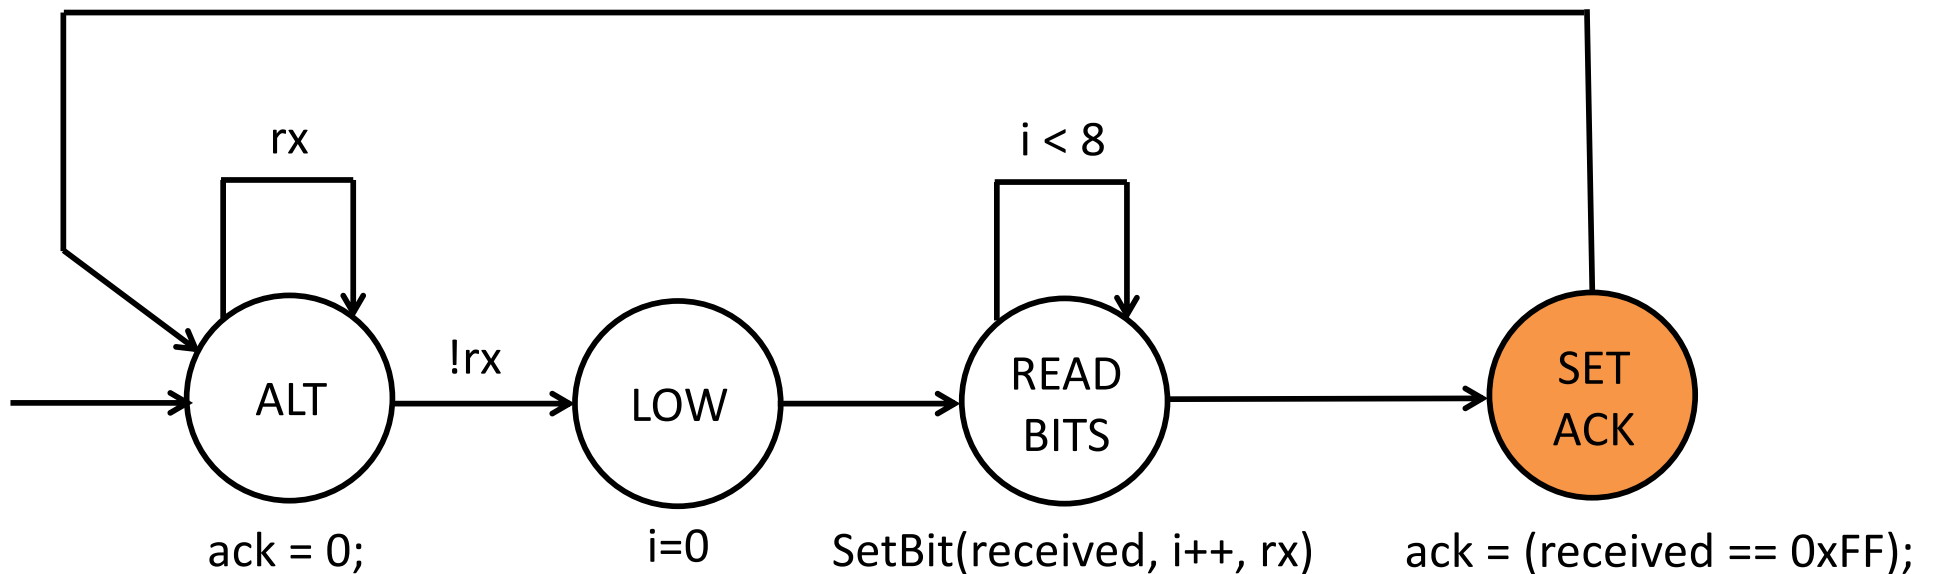 rx
i < 8
!rx
ALT
LOW
READ
BITS
SET
ACK
ack = 0;
i=0
SetBit(received, i++, rx)
ack = (received == 0xFF);